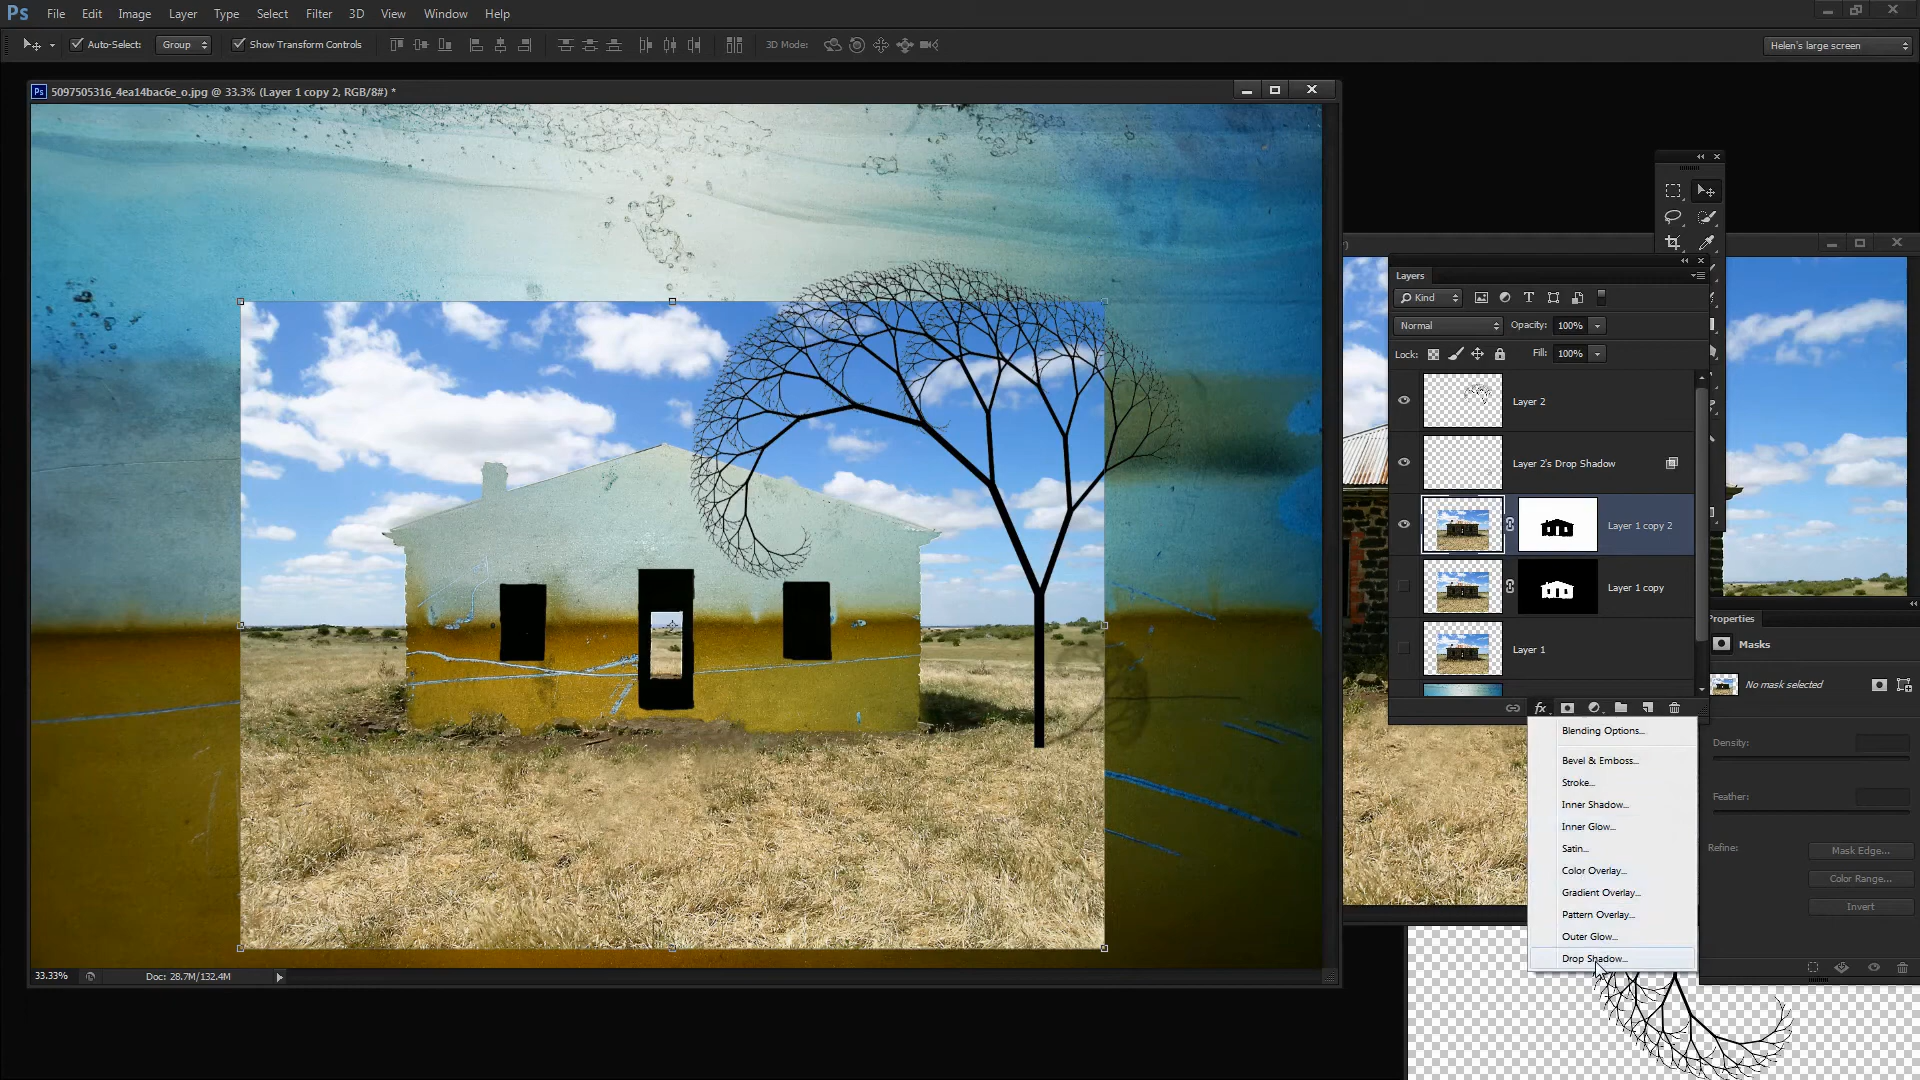 Ps File Edit Image Layer Type Select Filter 3D View Window Help
Auto-Select: Group Show Transform Controls 3D Mode: Helen's large screen
Ps 5097505316_4ea14bac6e_o.jpg @ 33.3% (Layer 1 copy 2, RGB/8#) *
Layers
Kind
Normal Opacity: 100%
Lock: Fill: 100%
Layer 2
Layer 2's Drop Shadow
Layer 1 copy 2
Layer 1 copy
Layer 1
fx
Properties
Masks
No mask selected
Density:
Feather:
Refine: Mask Edge...
Color Range...
Invert
Blending Options...
Bevel & Emboss...
Stroke...
Inner Shadow...
Inner Glow...
Satin...
Color Overlay...
Gradient Overlay...
Pattern Overlay...
Outer Glow...
Drop Shadow...
33.33% Doc: 28.7M/132.4M